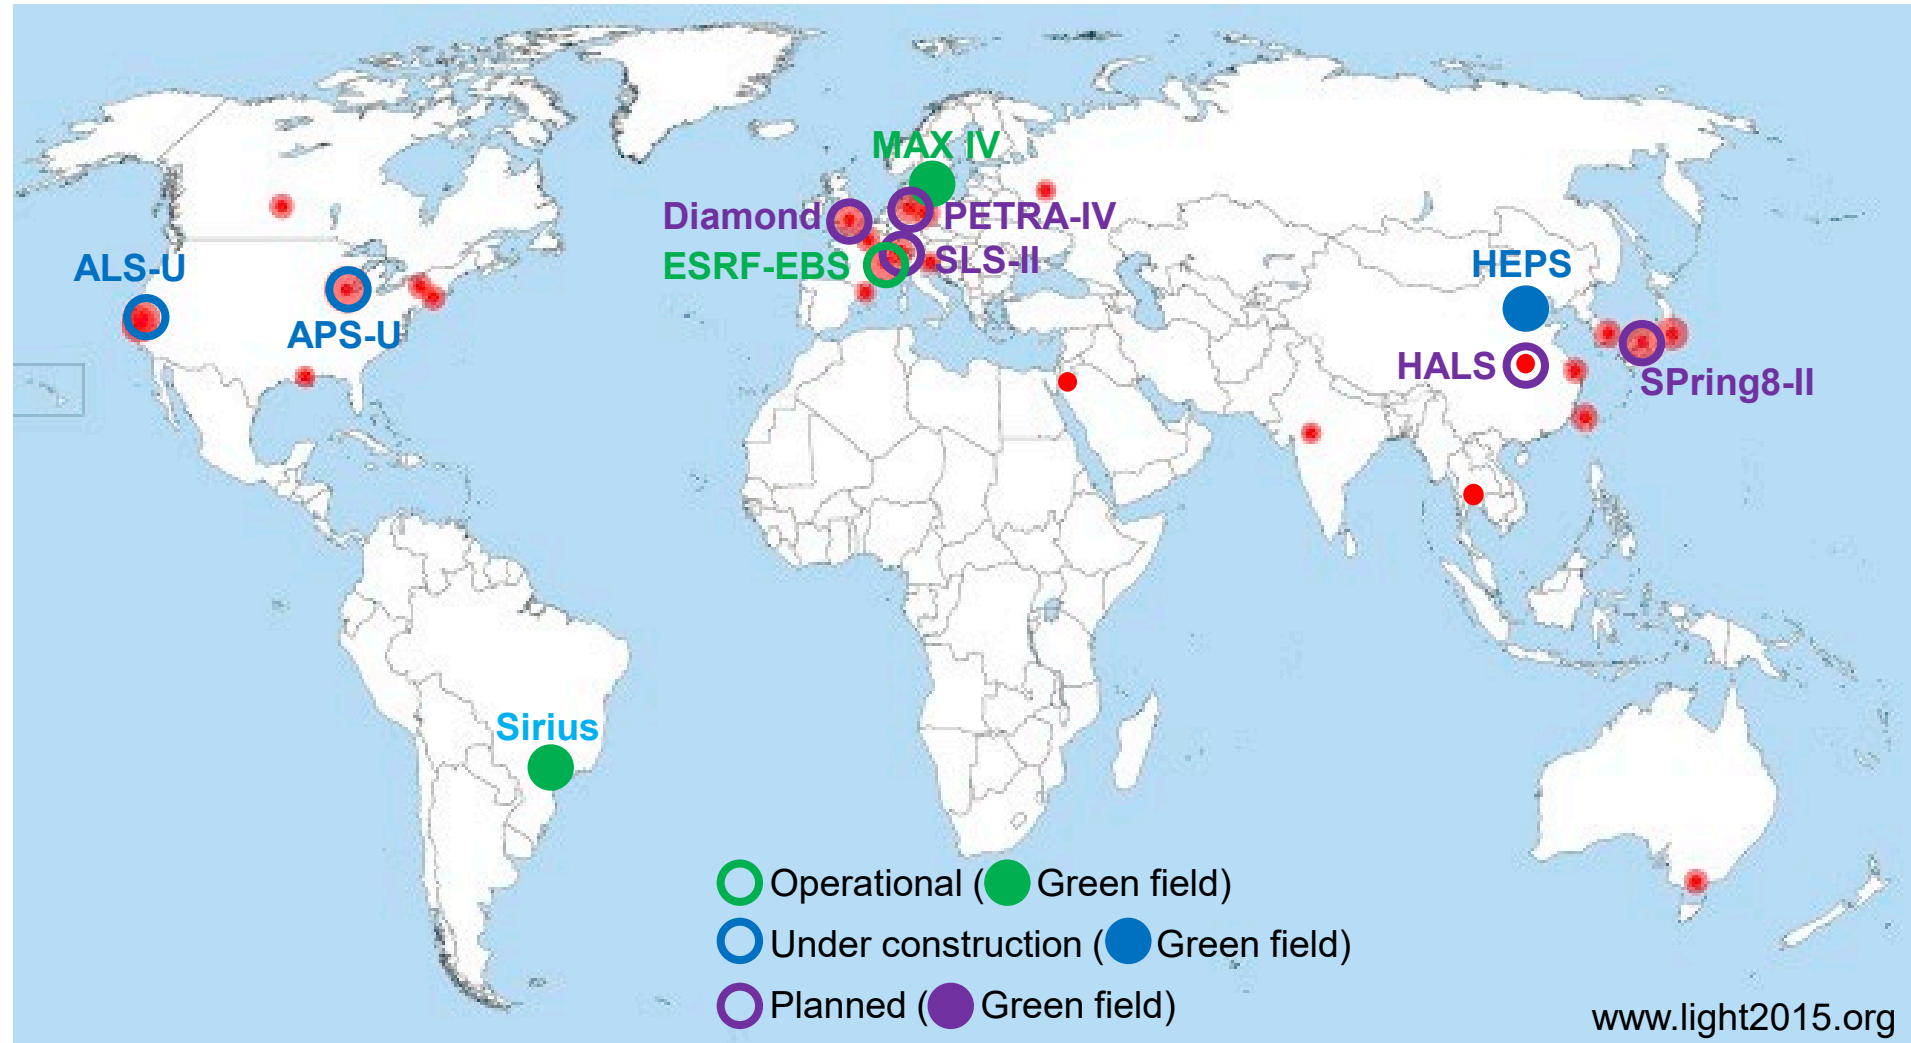 MAX IV
Diamond
PETRA-IV
ESRF-EBS
SLS-II
ALS-U
APS-U
HEPS
HALS
SPring8-II
Sirius
Operational (Green field)
Under construction (Green field)
Planned (Green field)
www.light2015.org